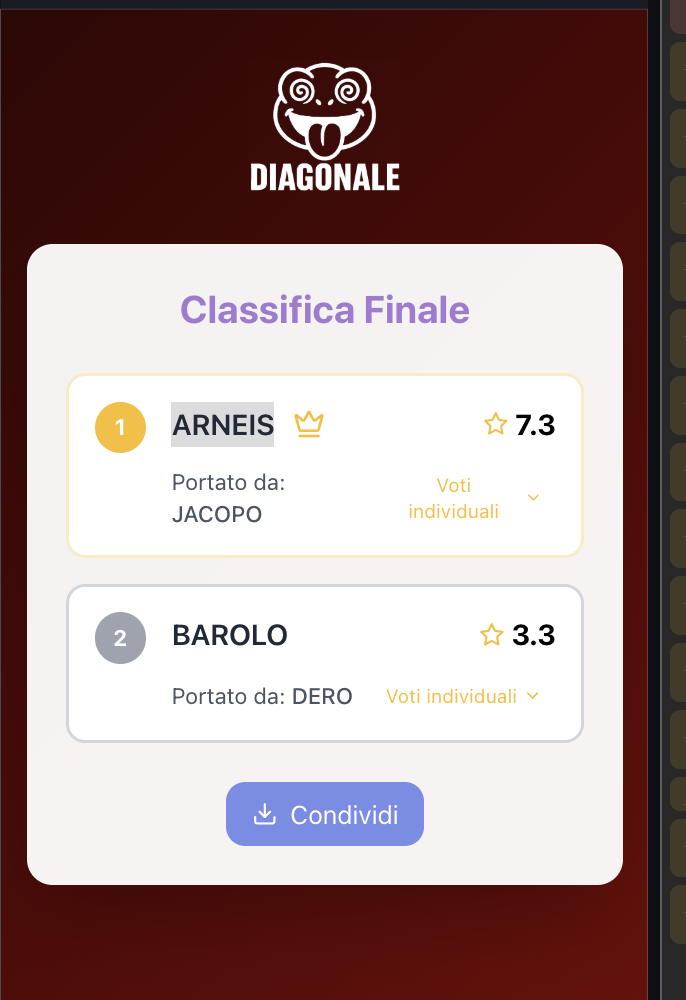 DIAGONALE
Classifica Finale
1 ARNEIS 7.3
Portato da:
JACOPO
Voti
individuali
2 BAROLO 3.3
Portato da: DERO Voti individuali
Condividi